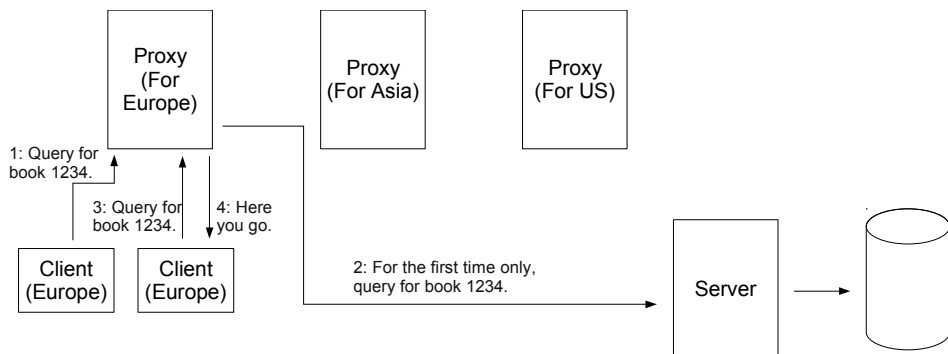 Proxy
(For
Europe)
Proxy
(For Asia)
Proxy
(For US)
1: Query for
book 1234.
3: Query for
book 1234.
4: Here
you go.
Client
(Europe)
Client
(Europe)
2: For the first time only,
query for book 1234.
Server